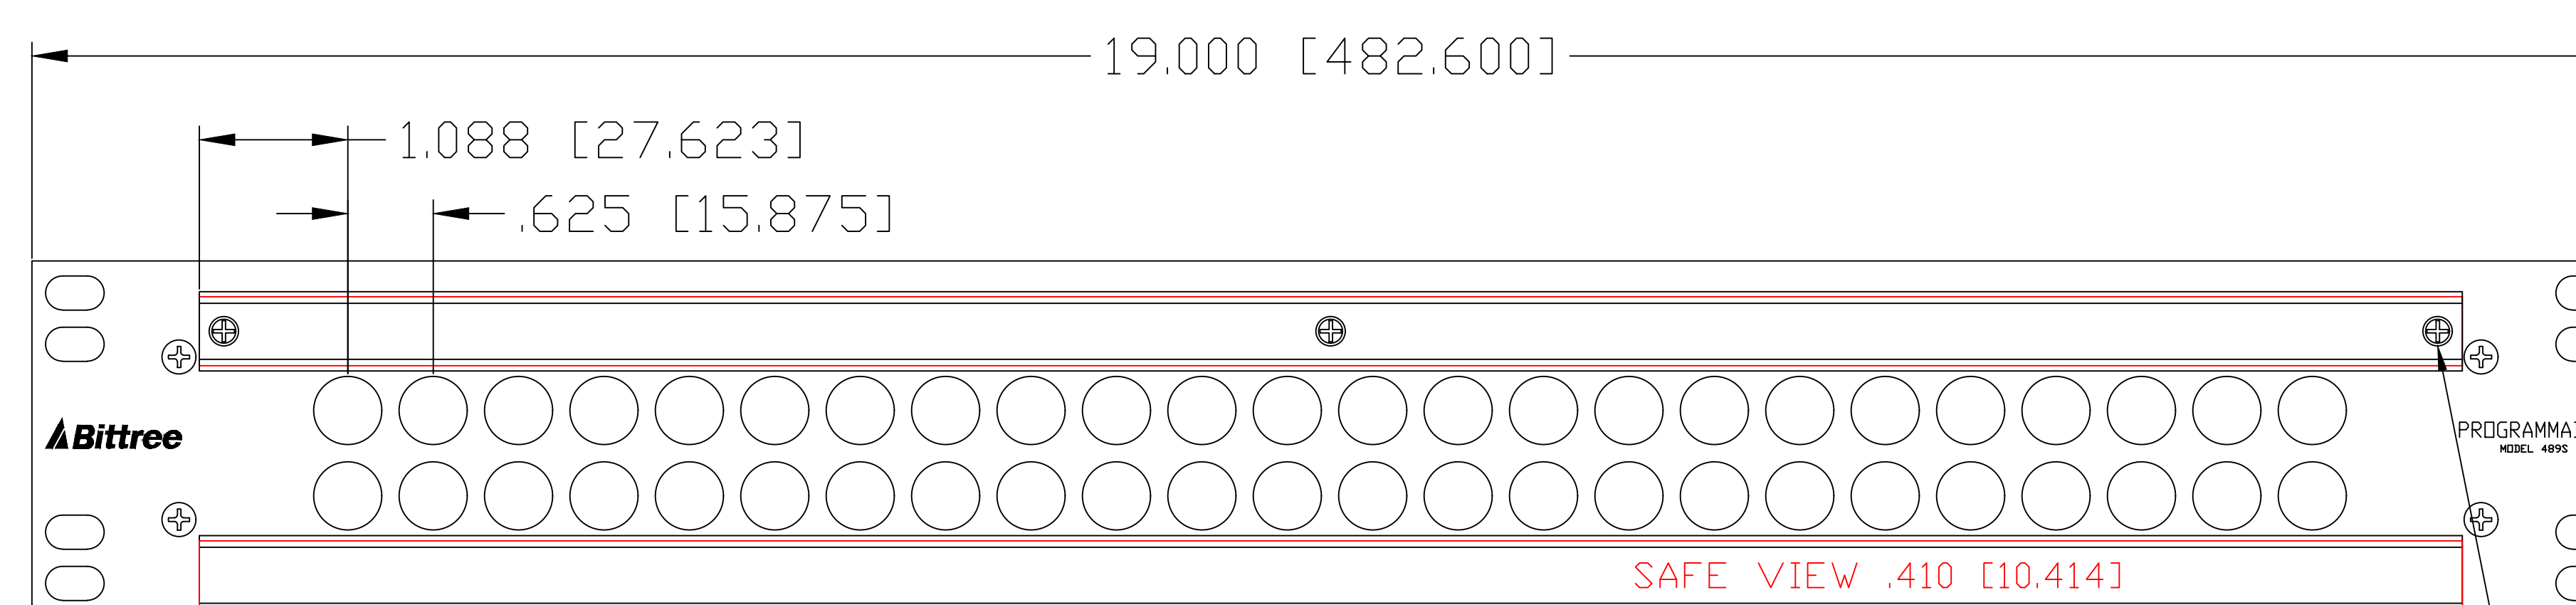 19.000 [482.600]
1.088 [27.623]
.625 [15.875]
Bittree
PROGRAMMA
MODEL 489S
SAFE VIEW .410 [10.414]